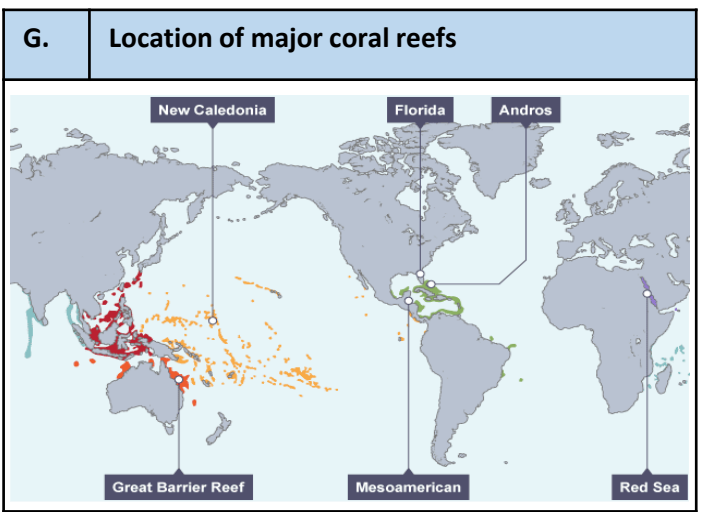 G. Location of major coral reefs
New Caledonia
Florida
Andros
Great Barrier Reef
Mesoamerican
Red Sea